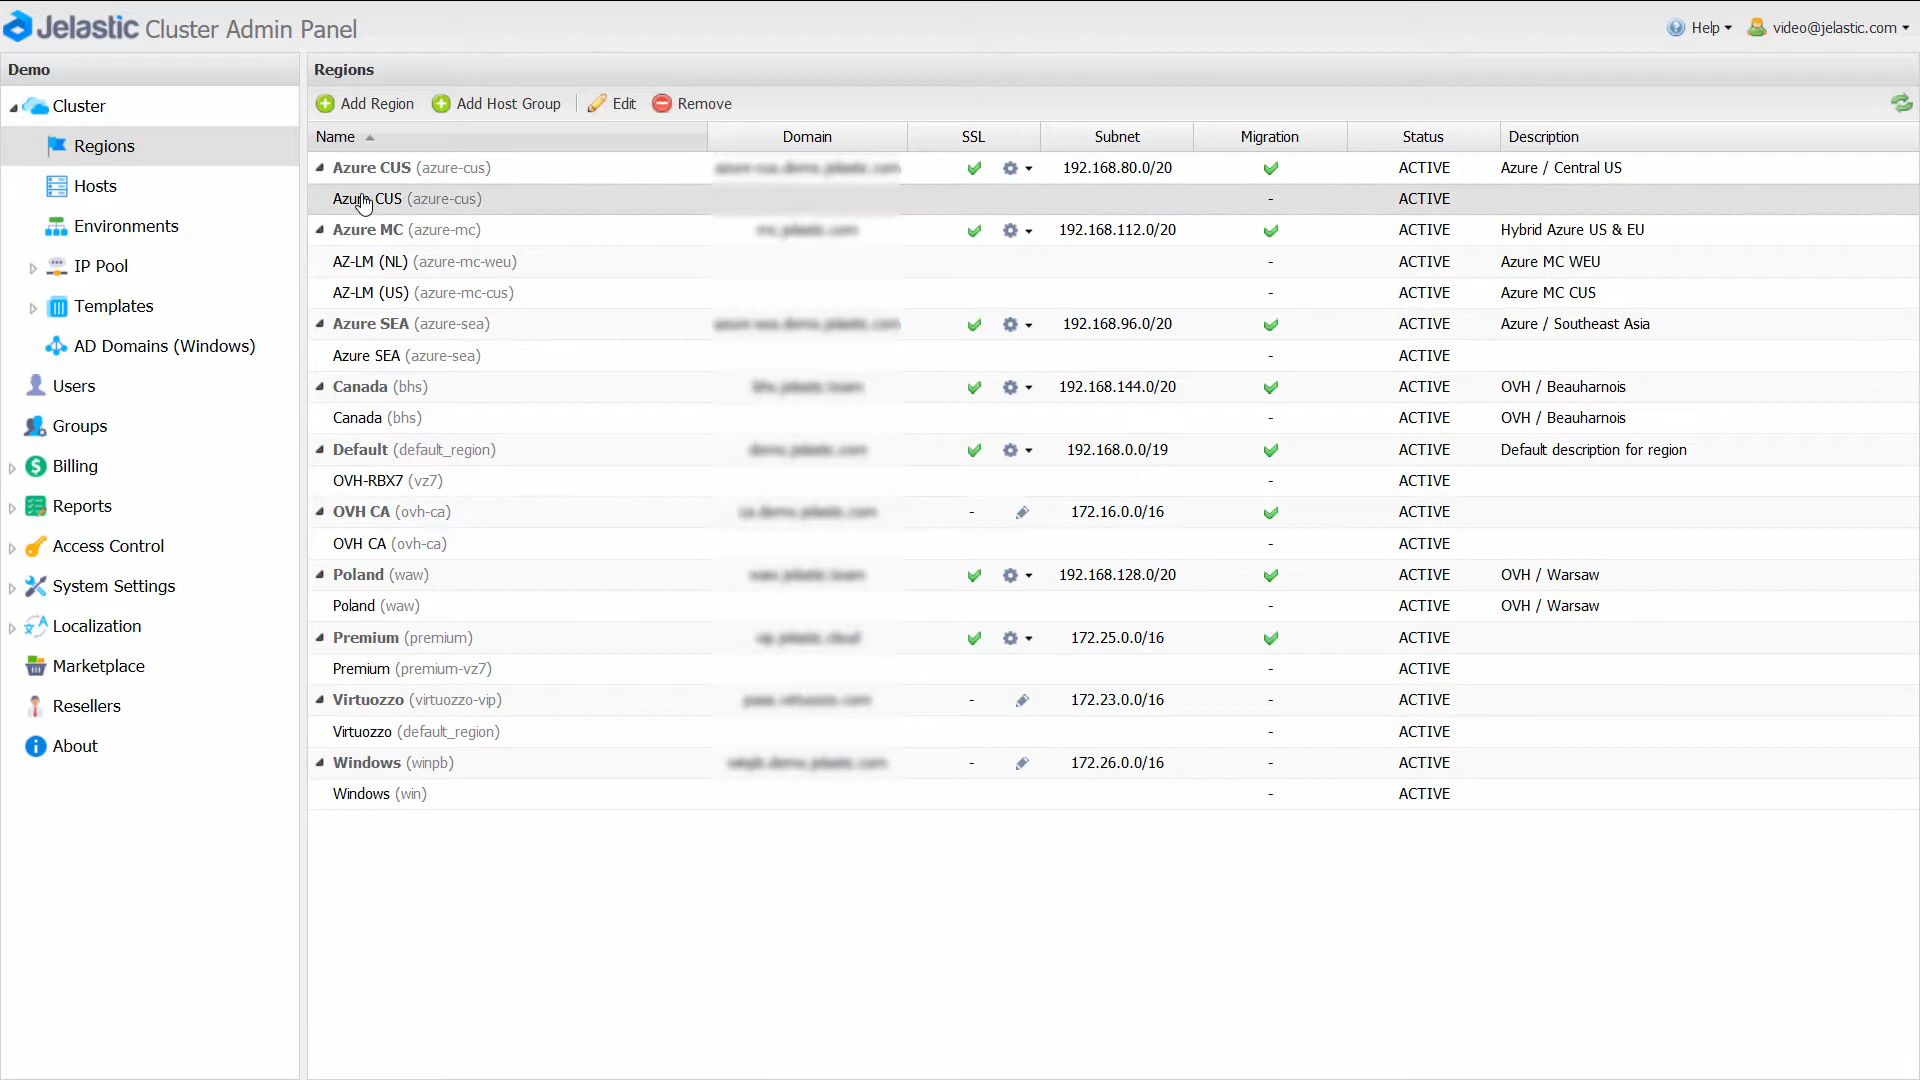 Jelastic Cluster Admin Panel
Help
video@jelastic.com
Demo
Cluster
Regions
Hosts
Environments
IP Pool
Templates
AD Domains (Windows)
Users
Groups
Billing
Reports
Access Control
System Settings
Localization
Marketplace
Resellers
About
Regions
Add Region Add Host Group Edit Remove
Name Domain SSL Subnet Migration Status Description
Azure CUS (azure-cus) 192.168.80.0/20 ACTIVE Azure / Central US
Azure CUS (azure-cus) - ACTIVE
Azure MC (azure-mc) 192.168.112.0/20 ACTIVE Hybrid Azure US & EU
AZ-LM (NL) (azure-mc-weu) - ACTIVE Azure MC WEU
AZ-LM (US) (azure-mc-cus) - ACTIVE Azure MC CUS
Azure SEA (azure-sea) 192.168.96.0/20 ACTIVE Azure / Southeast Asia
Azure SEA (azure-sea) - ACTIVE
Canada (bhs) 192.168.144.0/20 ACTIVE OVH / Beauharnois
Canada (bhs) - ACTIVE OVH / Beauharnois
Default (default_region) 192.168.0.0/19 ACTIVE Default description for region
OVH-RBX7 (vz7) - ACTIVE
OVH CA (ovh-ca) - 172.16.0.0/16 ACTIVE
OVH CA (ovh-ca) - ACTIVE
Poland (waw) 192.168.128.0/20 ACTIVE OVH / Warsaw
Poland (waw) - ACTIVE OVH / Warsaw
Premium (premium) 172.25.0.0/16 ACTIVE
Premium (premium-vz7) - ACTIVE
Virtuozzo (virtuozzo-vip) - 172.23.0.0/16 - ACTIVE
Virtuozzo (default_region) - ACTIVE
Windows (winpb) - 172.26.0.0/16 - ACTIVE
Windows (win) - ACTIVE